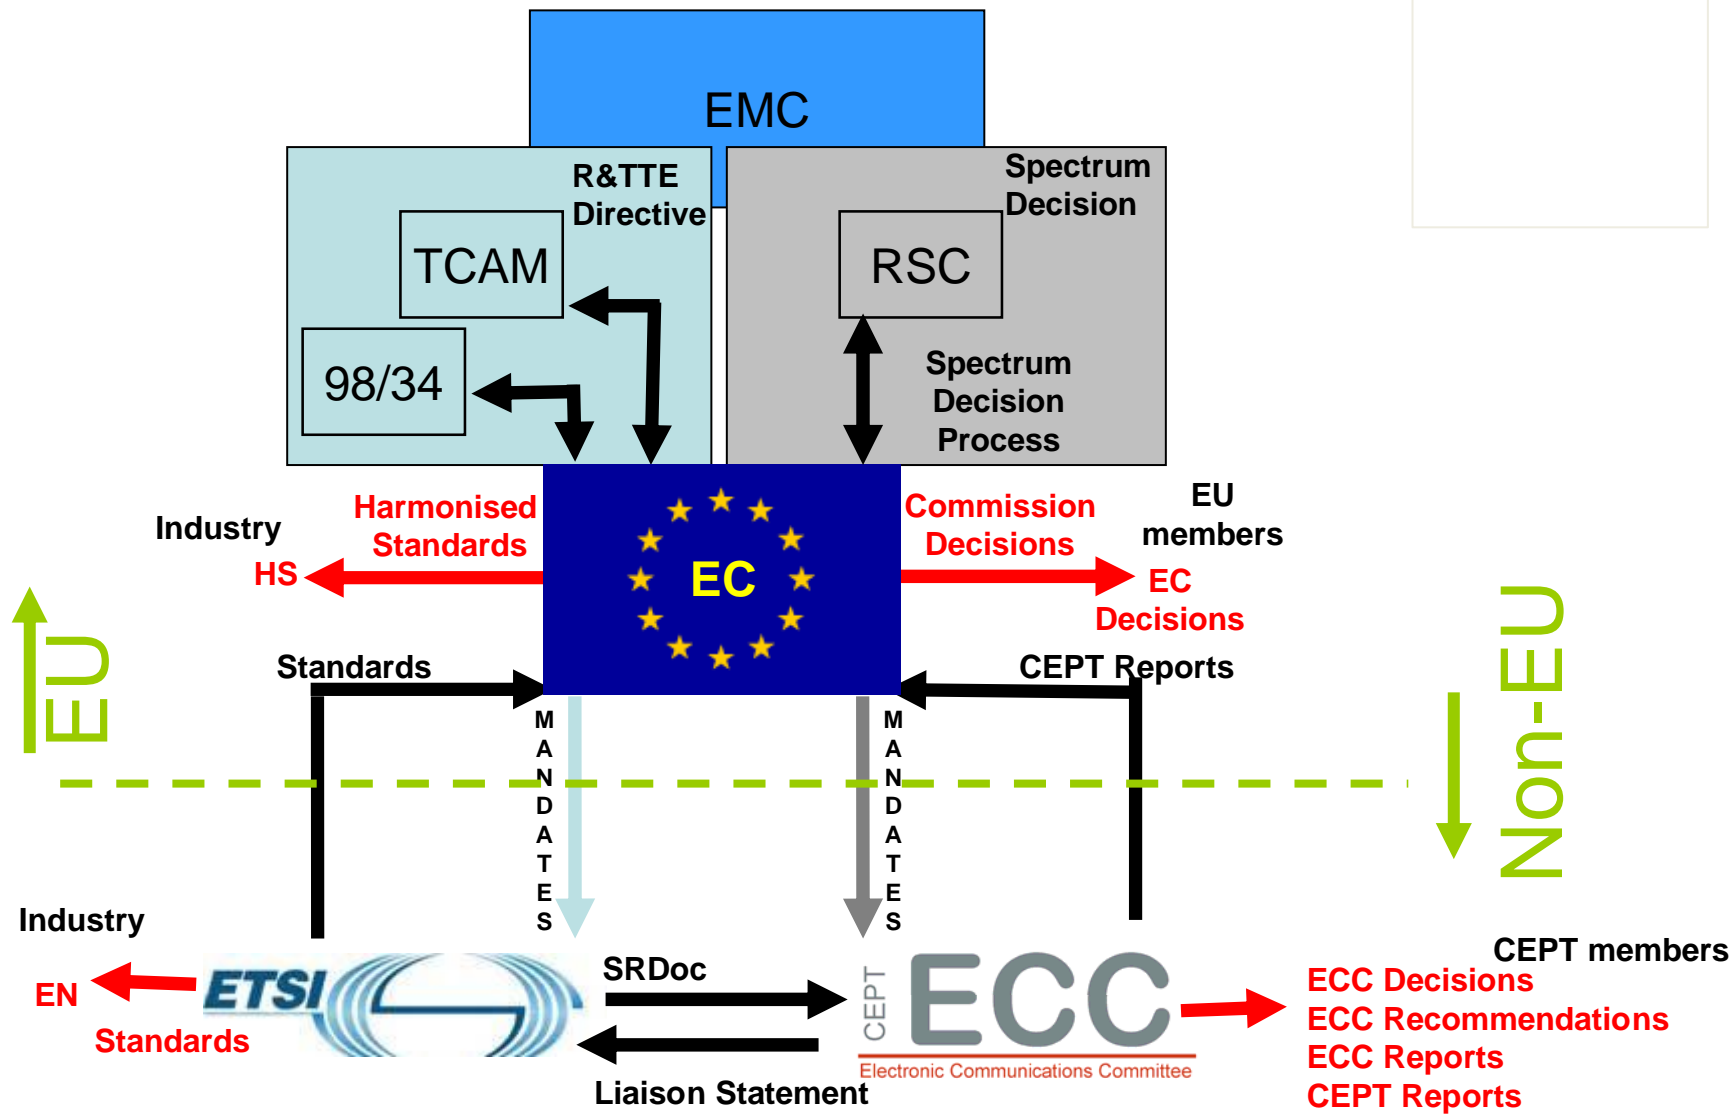 EMC
R&TTE
Directive
Spectrum
Decision
TCAM
RSC
98/34
Spectrum
Decision
Process
Industry
Harmonised
Standards
HS
EC
Commission
Decisions
EU
members
EC
Decisions
EU
Non-EU
Standards
CEPT Reports
MANDATES
MANDATES
Industry
EN
Standards
ETSI
SRDoc
Liaison Statement
CEPT
ECC
Electronic Communications Committee
CEPT members
ECC Decisions
ECC Recommendations
ECC Reports
CEPT Reports